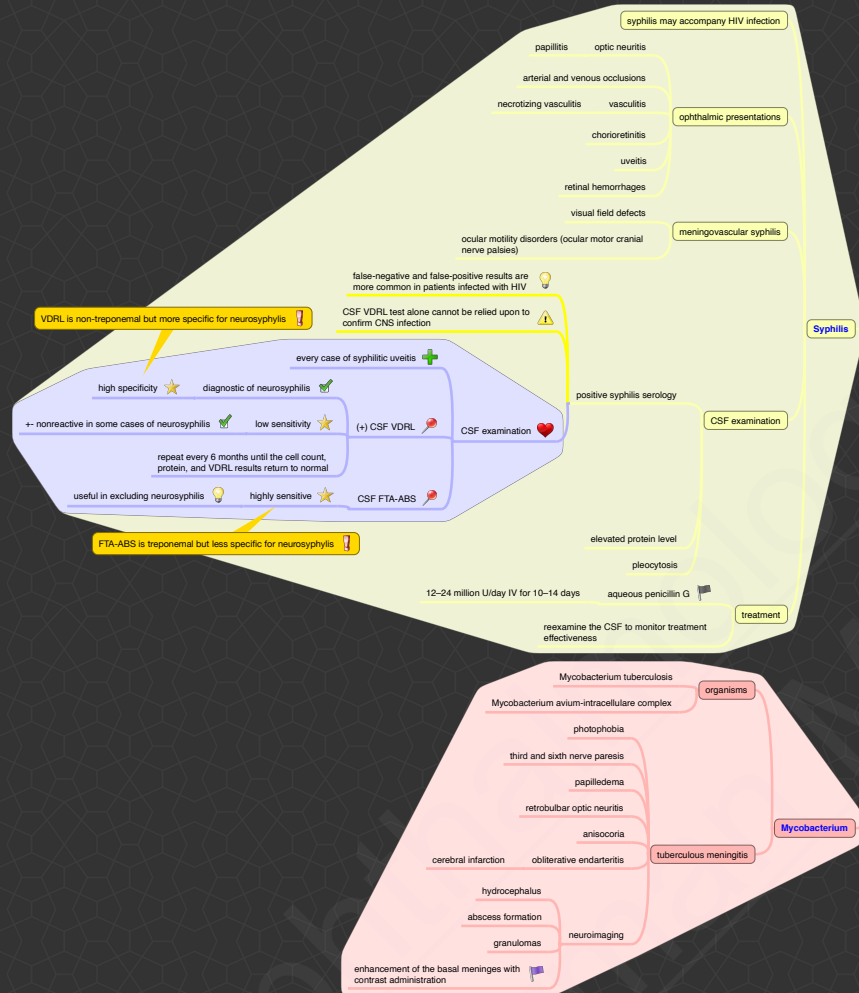 syphilis may accompany HIV infection
papillitis optic neuritis
arterial and venous occlusions
necrotizing vasculitis vasculitis
ophthalmic presentations
chorioretinitis
uveitis
retinal hemorrhages
visual field defects
meningovascular syphilis
ocular motility disorders (ocular motor cranial
nerve palsies)
false-negative and false-positive results are
more common in patients infected with HIV
CSF VDRL test alone cannot be relied upon to
confirm CNS infection
VDRL is non-treponemal but more specific for neurosyphylis
Syphilis
every case of syphilitic uveitis
high specificity diagnostic of neurosyphilis
positive syphilis serology
+- nonreactive in some cases of neurosyphilis low sensitivity (+) CSF VDRL CSF examination
CSF examination
repeat every 6 months until the cell count,
protein, and VDRL results return to normal
useful in excluding neurosyphilis highly sensitive CSF FTA-ABS
FTA-ABS is treponemal but less specific for neurosyphylis
elevated protein level
pleocytosis
12–24 million U/day IV for 10–14 days aqueous penicillin G
treatment
reexamine the CSF to monitor treatment
effectiveness
Mycobacterium tuberculosis
organisms
Mycobacterium avium-intracellulare complex
photophobia
third and sixth nerve paresis
papilledema
retrobulbar optic neuritis
anisocoria
Mycobacterium
cerebral infarction obliterative endarteritis
tuberculous meningitis
hydrocephalus
abscess formation
neuroimaging
granulomas
enhancement of the basal meninges with
contrast administration